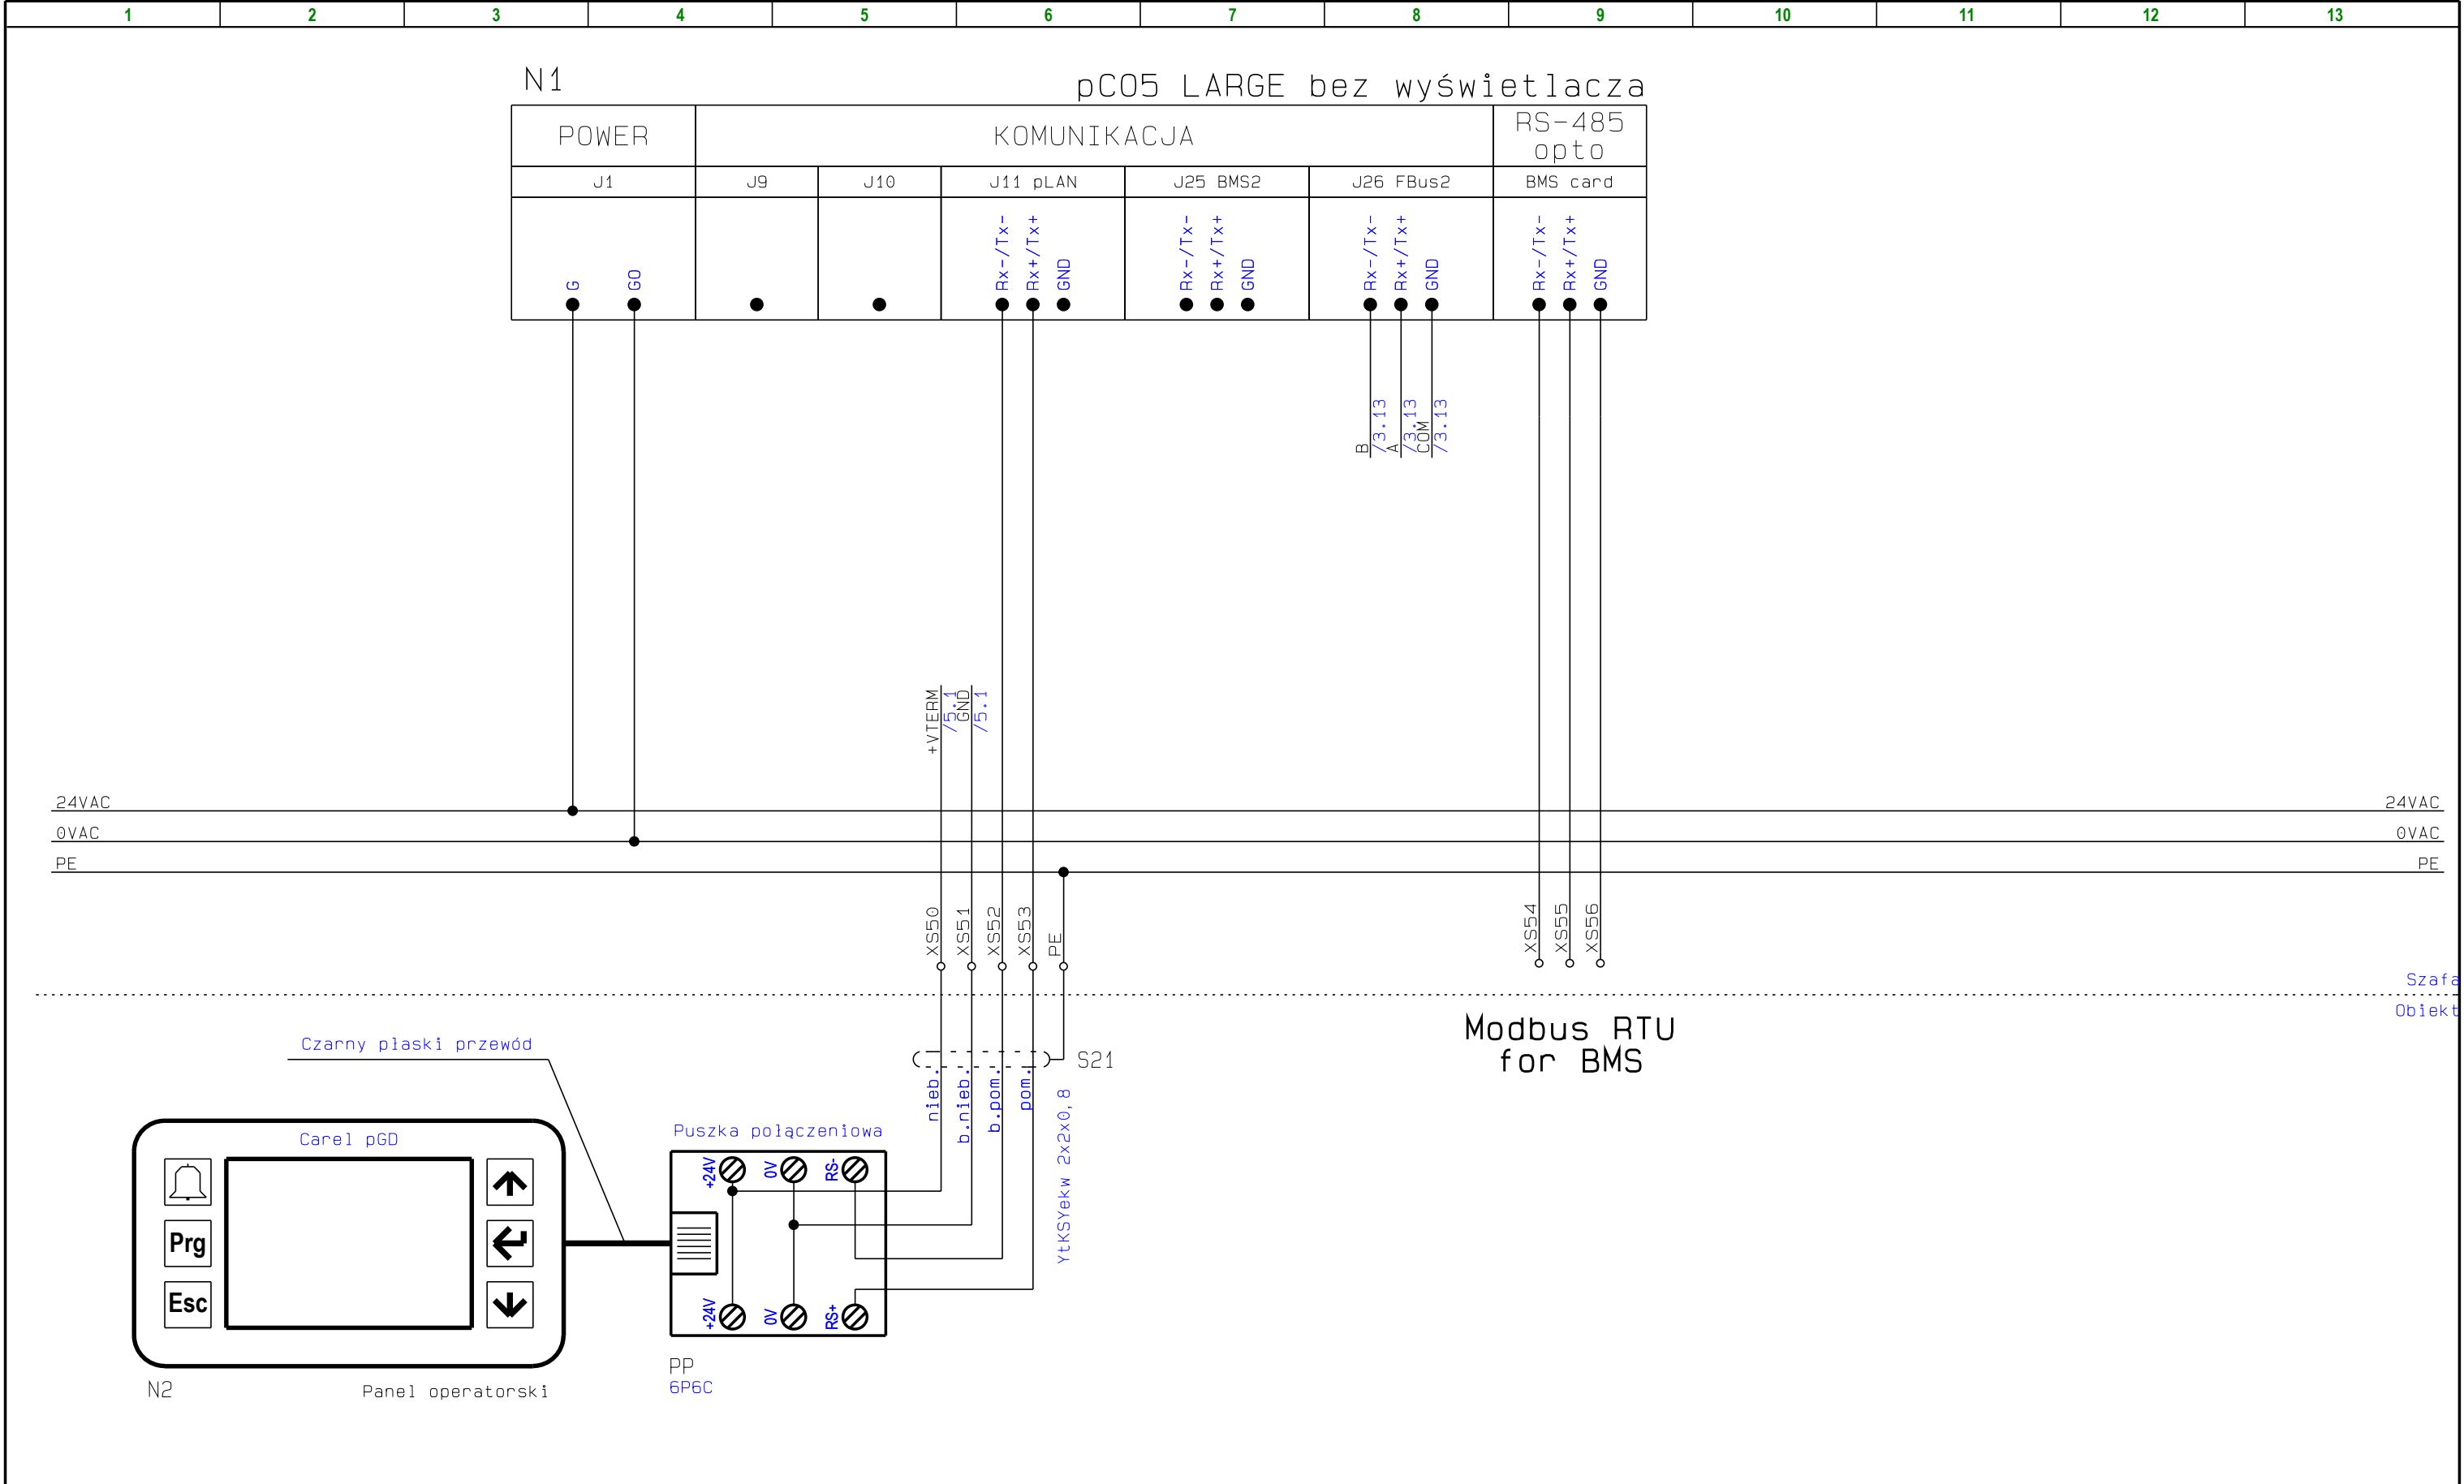 1 2 3 4 5 6 7 8 9 10 11 12 13
N1
pCO5 LARGE bez wyświetlacza
POWER
KOMUNIKACJA
RS-485
opto
J1
J9
J10
J11 pLAN
J25 BMS2
J26 FBus2
BMS card
G
GO
Rx-/Tx-
Rx+/Tx+
GND
Rx-/Tx-
Rx+/Tx+
GND
Rx-/Tx-
Rx+/Tx+
GND
Rx-/Tx-
Rx+/Tx+
GND
B
/3.13
A
/3.13
COM
/3.13
+VTERM
/5.1
GND
/5.1
24VAC
24VAC
0VAC
0VAC
PE
PE
XS50
XS51
XS52
XS53
PE
XS54
XS55
XS56
Szafa
Obiekt
Modbus RTU
for BMS
Czarny płaski przewód
S21
nieb.
b.nieb.
b.pom.
pom.
YtKSYekw 2x2x0,8
Carel pGD
Prg
Esc
Puszka połączeniowa
+24V
0V
RS-
+24V
0V
RS+
PP
6P6C
N2
Panel operatorski